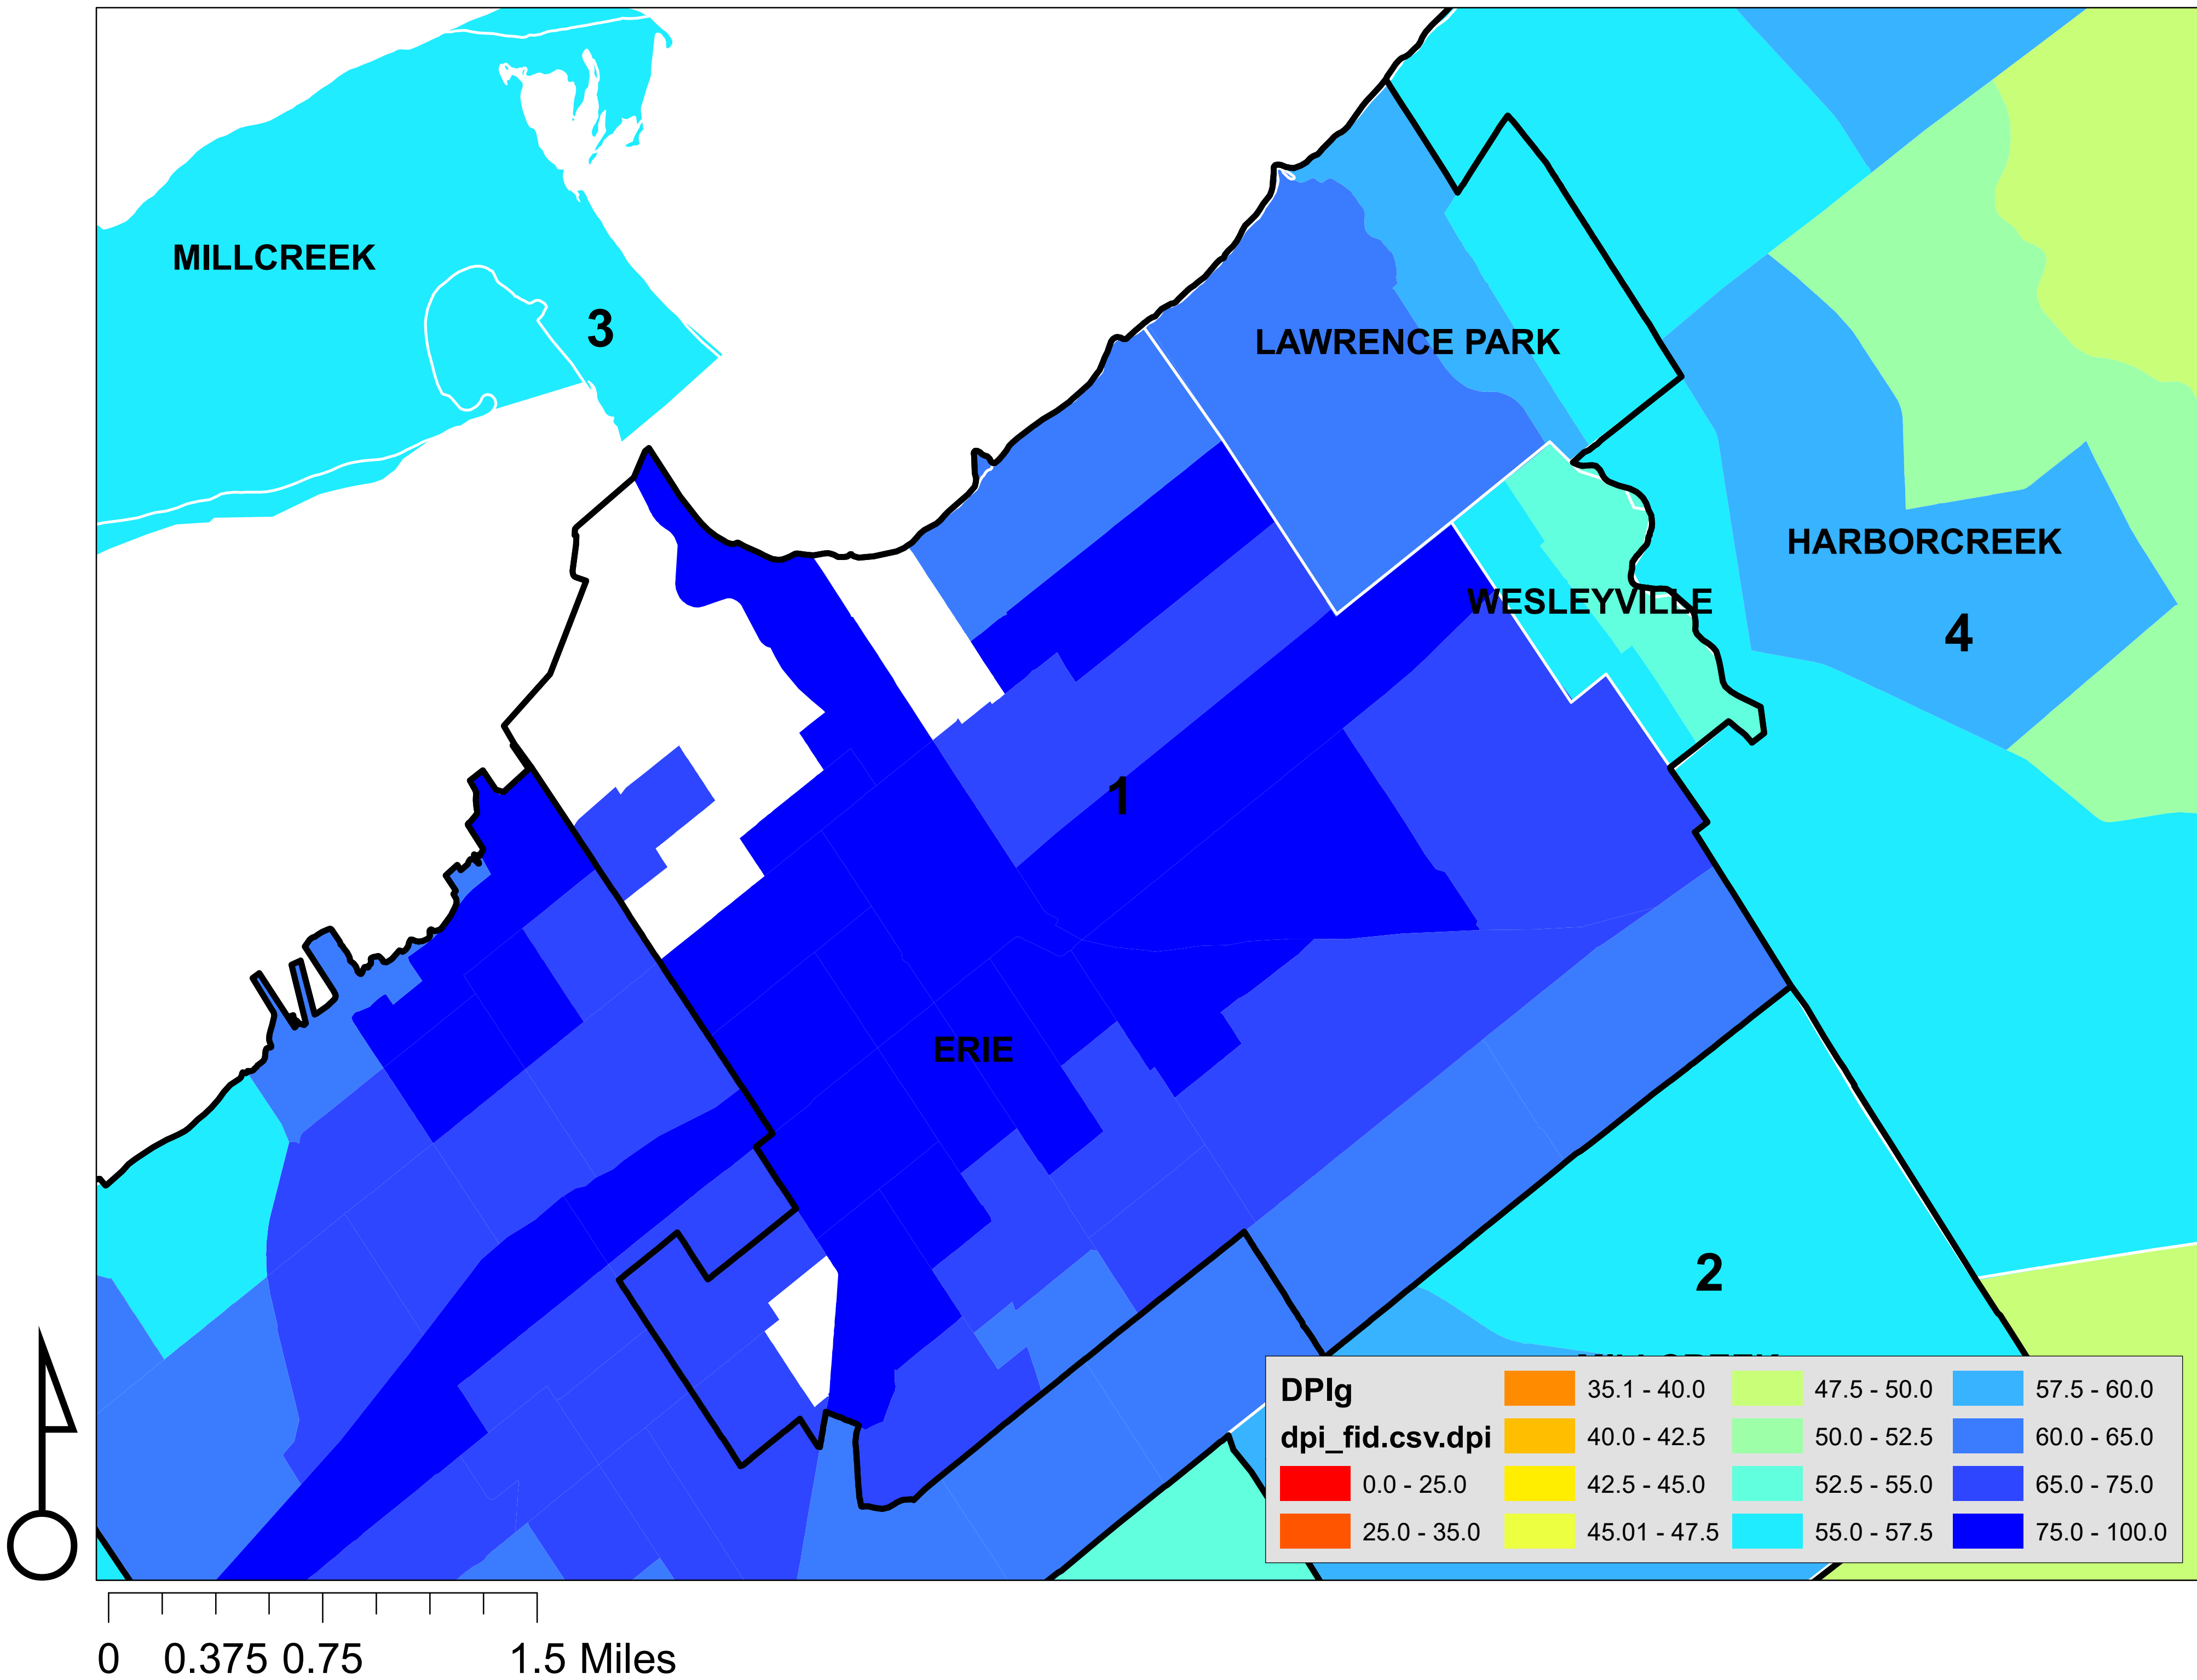 MILLCREEK
3
LAWRENCE PARK
HARBORCREEK
WESLEYVILLE
4
1
ERIE
2
DPIg
dpi_fid.csv.dpi
0.0 - 25.0
25.0 - 35.0
35.1 - 40.0
40.0 - 42.5
42.5 - 45.0
45.01 - 47.5
47.5 - 50.0
50.0 - 52.5
52.5 - 55.0
55.0 - 57.5
57.5 - 60.0
60.0 - 65.0
65.0 - 75.0
75.0 - 100.0
0 0.375 0.75 1.5 Miles